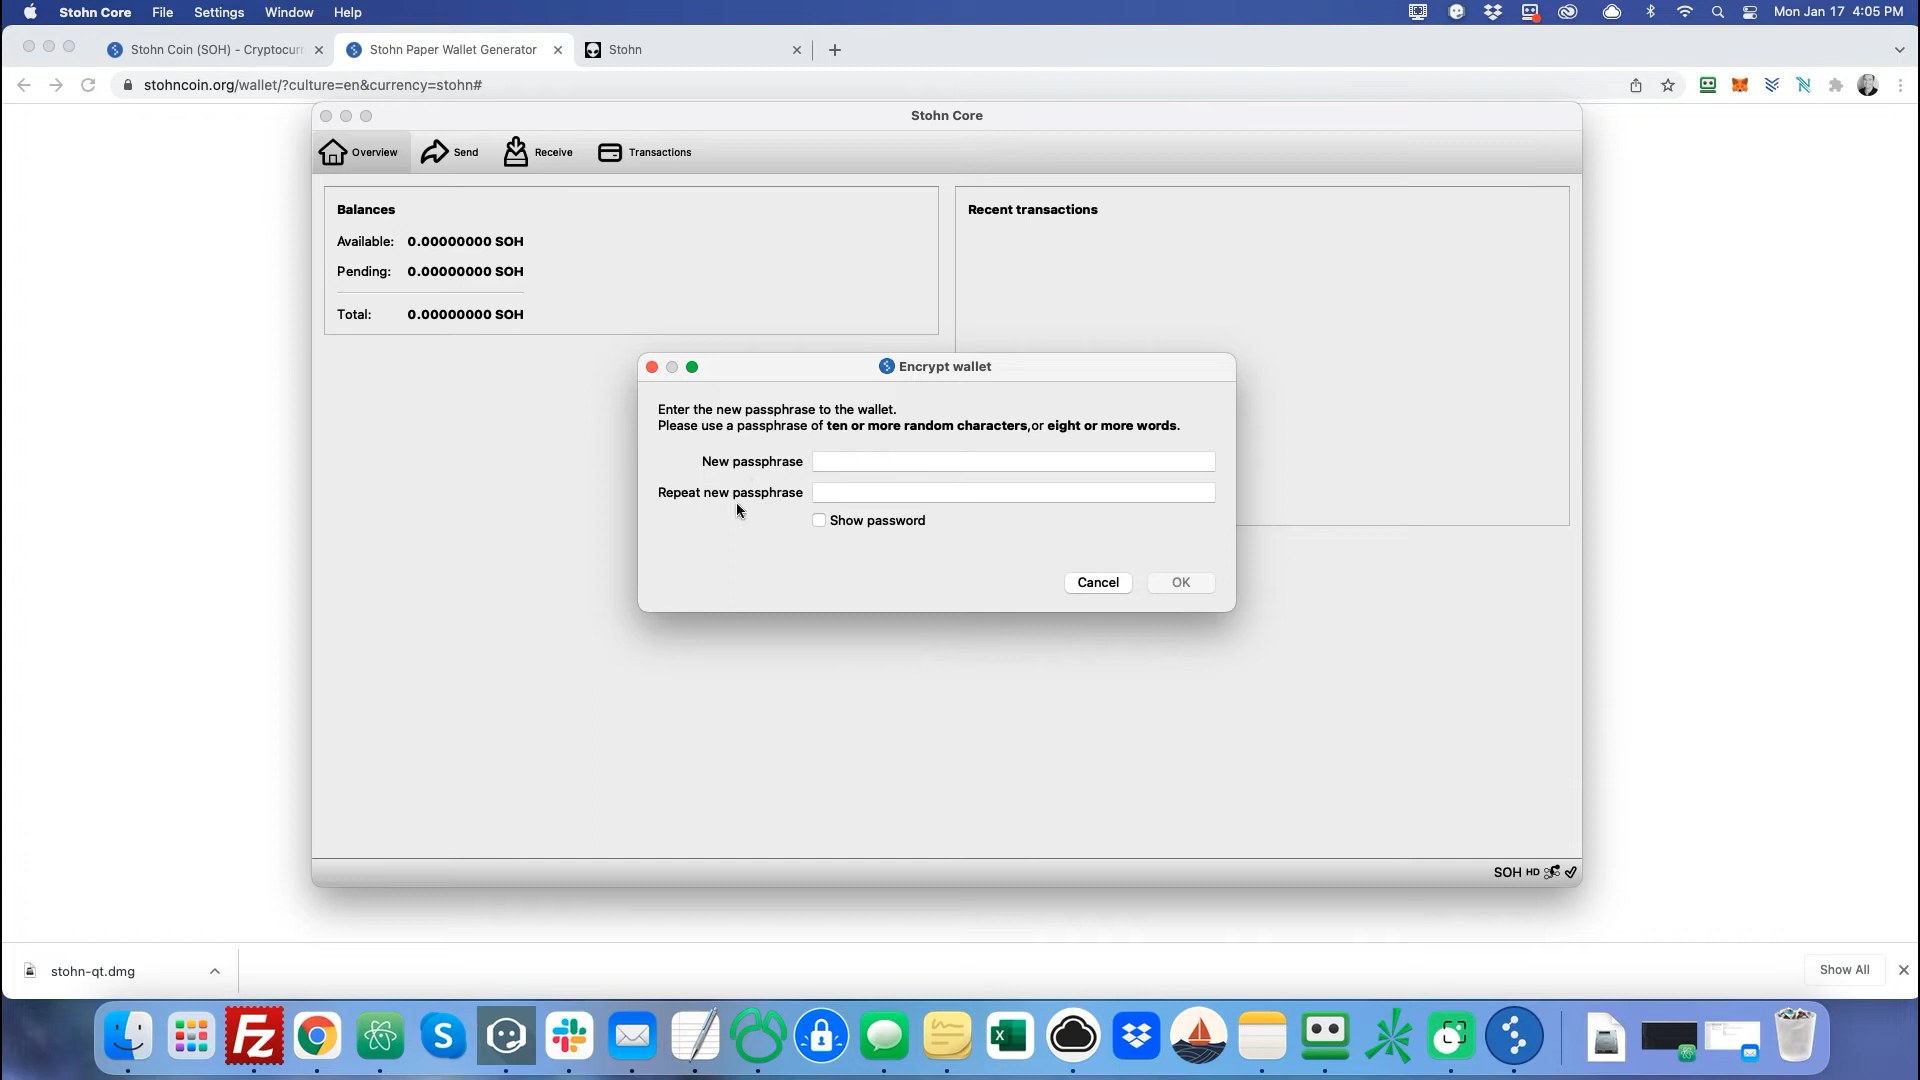 Stohn Core File Settings Window Help Mon Jan 17 4:05 PM
Stohn Coin (SOH) - Cryptocurr Stohn Paper Wallet Generator Stohn
stohncoin.org/wallet/?culture=en&currency=stohn#
Stohn Core
Overview Send Receive Transactions
Balances
Available: 0.00000000 SOH
Pending: 0.00000000 SOH
Total: 0.00000000 SOH
Recent transactions
Encrypt wallet
Enter the new passphrase to the wallet.
Please use a passphrase of ten or more random characters,or eight or more words.
New passphrase
Repeat new passphrase
Show password
Cancel OK
SOH HD
stohn-qt.dmg
Show All